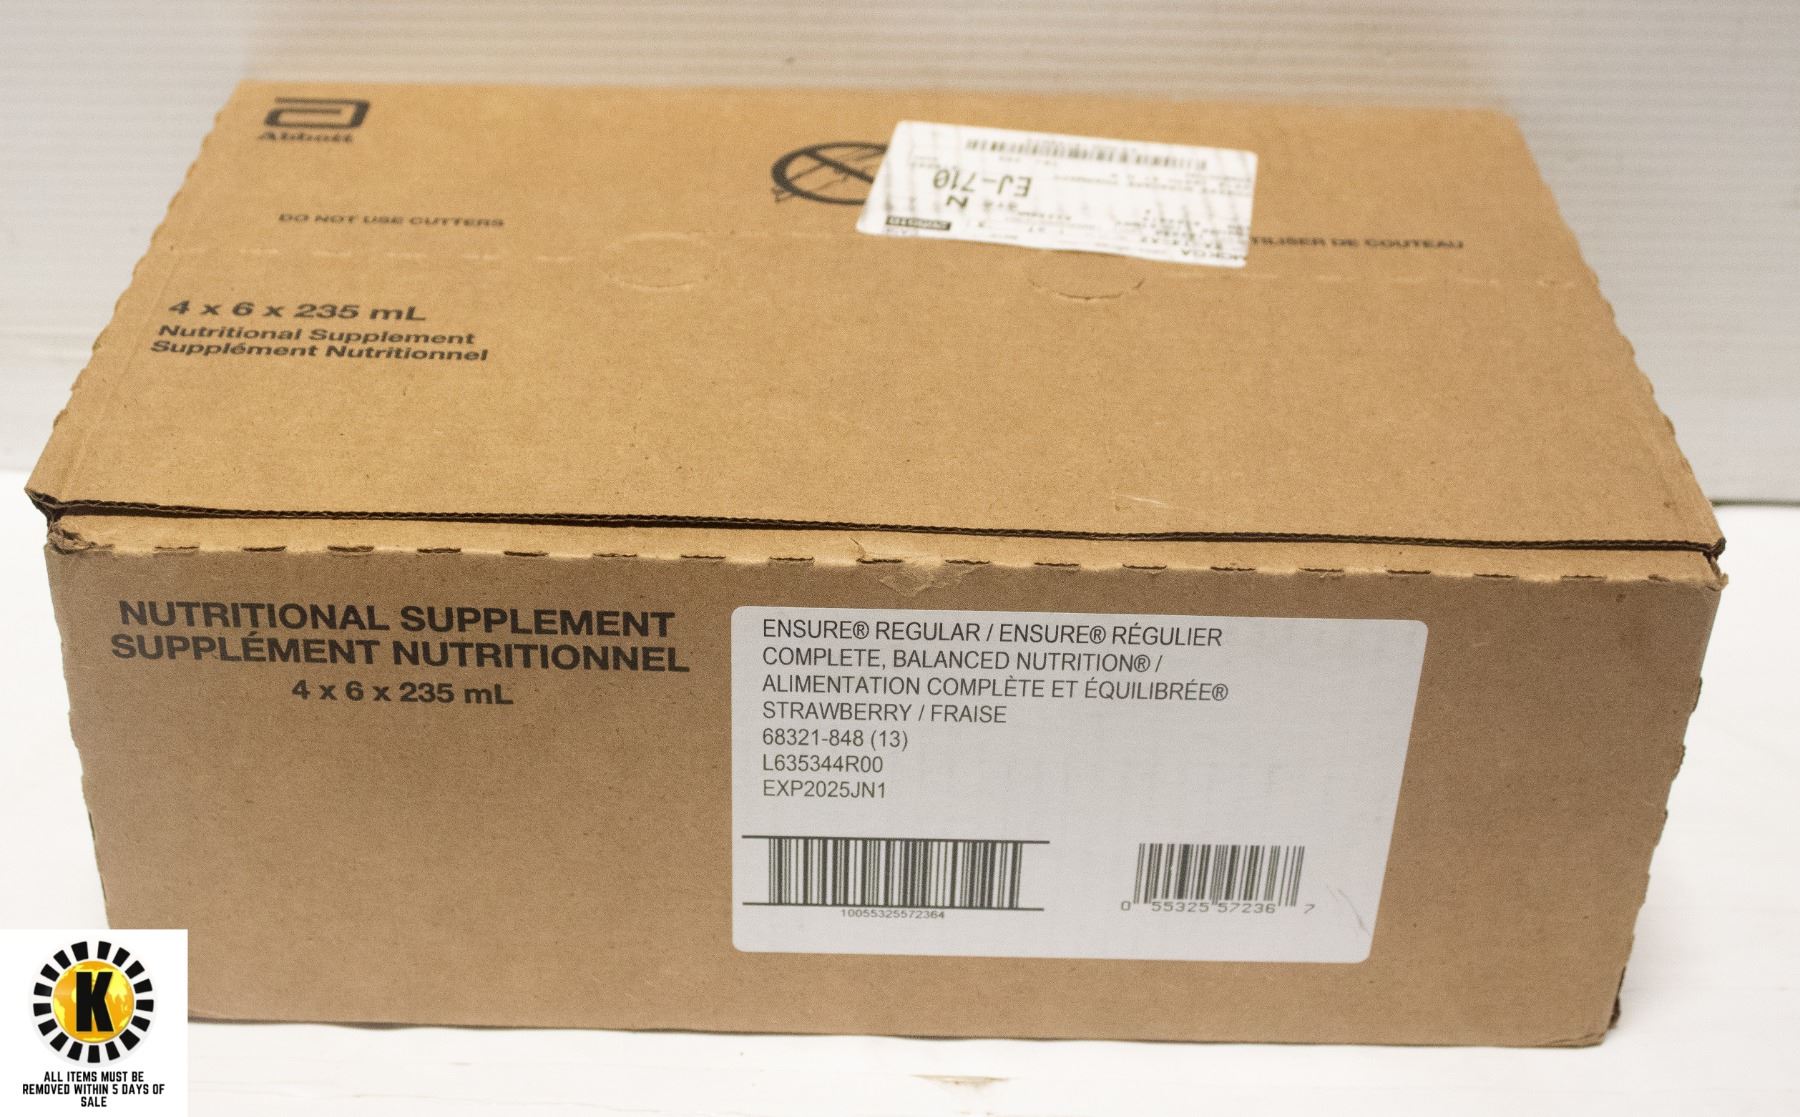 Abbott
DO NOT USE CUTTERS
TILISER DE COUTEAU
EJ-710
N
4 x 6 x 235 mL
Nutritional Supplement
Supplément Nutritionnel
NUTRITIONAL SUPPLEMENT
SUPPLÉMENT NUTRITIONNEL
4 x 6 x 235 mL
ENSURE® REGULAR / ENSURE® RÉGULIER
COMPLETE, BALANCED NUTRITION® /
ALIMENTATION COMPLÈTE ET ÉQUILIBRÉE®
STRAWBERRY / FRAISE
68321-848 (13)
L635344R00
EXP2025JN1
10055325572364
0 55325 57236 7
K
ALL ITEMS MUST BE
REMOVED WITHIN 5 DAYS OF
SALE